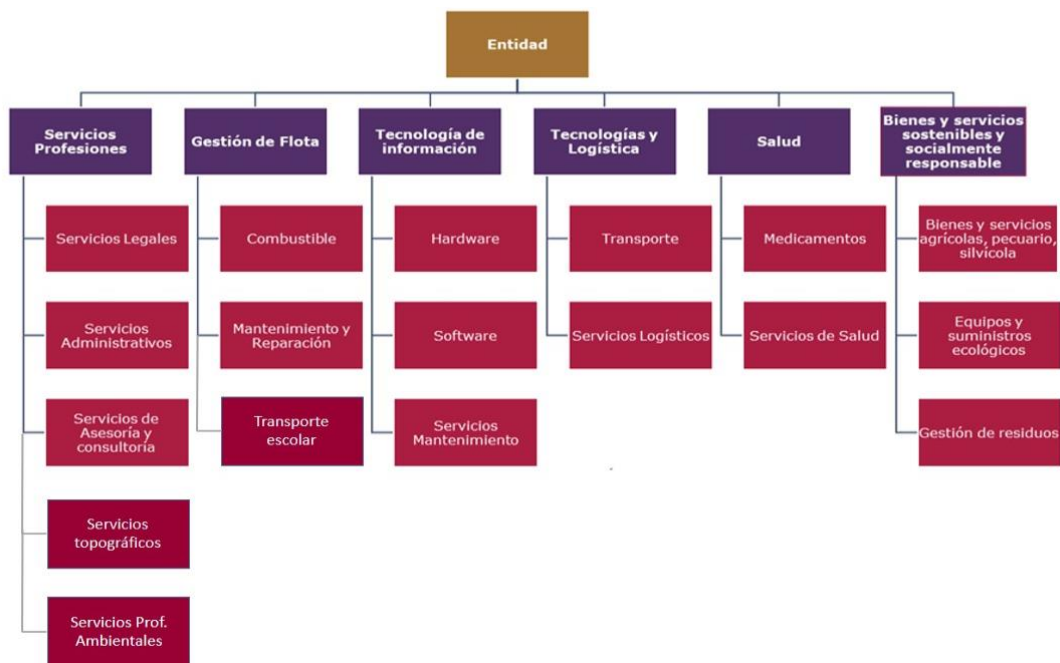 Entidad
Servicios
Profesiones
Gestión de Flota
Tecnología de
información
Tecnologías y
Logística
Salud
Bienes y servicios
sostenibles y
socialmente
responsable
Servicios Legales
Combustible
Hardware
Transporte
Medicamentos
Bienes y servicios
agrícolas, pecuario,
silvícola
Servicios
Administrativos
Mantenimiento y
Reparación
Software
Servicios Logísticos
Servicios de Salud
Equipos y
suministros
ecológicos
Servicios de
Asesoría y
consultoría
Transporte
escolar
Servicios
Mantenimiento
Gestión de residuos
Servicios
topográficos
Servicios Prof.
Ambientales